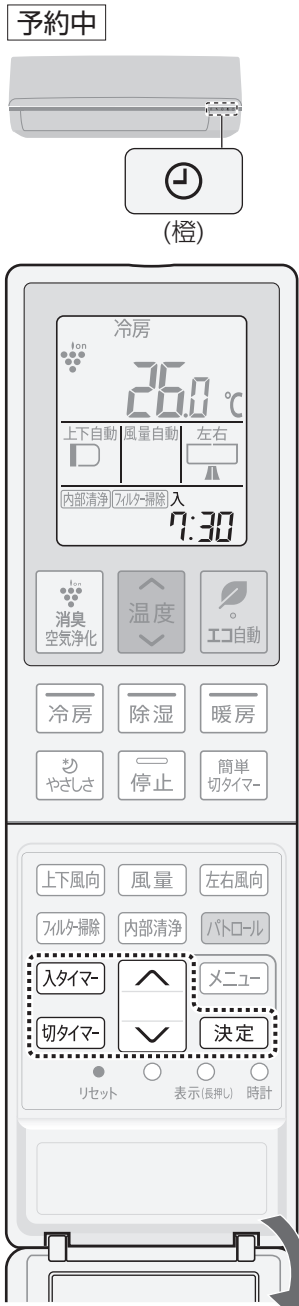 予約中
(橙)
冷房
ion
26.0 ℃
上下自動 風量自動 左右
内部清浄 フィルター掃除 入
7:30
ion
消臭
空気浄化
温度
エコ自動
冷房 除湿 暖房
やさしさ 停止 簡単
切タイマー
上下風向 風量 左右風向
フィルター掃除 内部清浄 パトロール
入タイマー メニュー
切タイマー 決定
リセット 表示(長押し) 時計